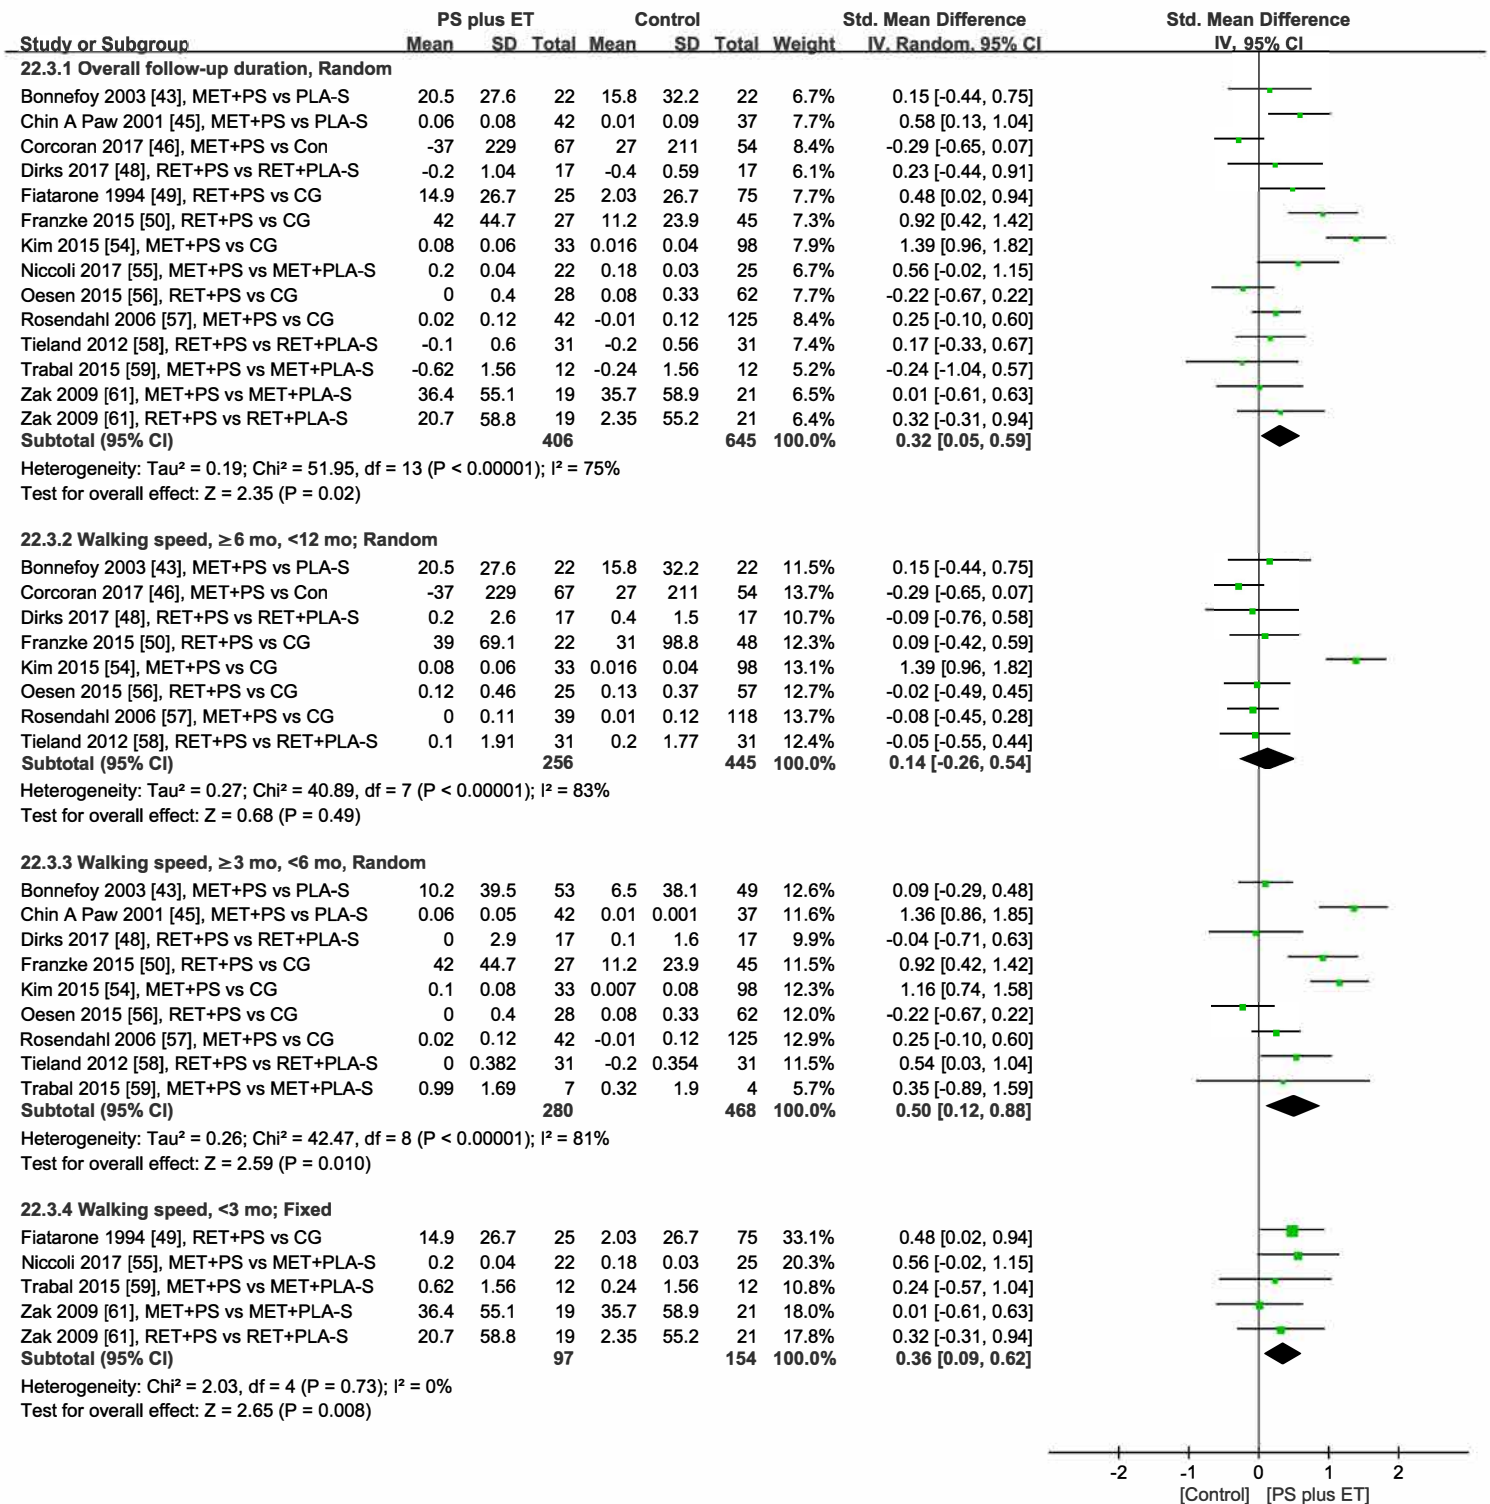 PS plus ET Control Std. Mean Difference Std. Mean Difference
Study or Subgroup Mean SD Total Mean SD Total Weight IV. Random. 95% CI IV, 95% CI
22.3.1 Overall follow-up duration, Random
Bonnefoy 2003 [43], MET+PS vs PLA-S 20.5 27.6 22 15.8 32.2 22 6.7% 0.15 [-0.44, 0.75]
Chin A Paw 2001 [45], MET+PS vs PLA-S 0.06 0.08 42 0.01 0.09 37 7.7% 0.58 [0.13, 1.04]
Corcoran 2017 [46], MET+PS vs Con -37 229 67 27 211 54 8.4% -0.29 [-0.65, 0.07]
Dirks 2017 [48], RET+PS vs RET+PLA-S -0.2 1.04 17 -0.4 0.59 17 6.1% 0.23 [-0.44, 0.91]
Fiatarone 1994 [49], RET+PS vs CG 14.9 26.7 25 2.03 26.7 75 7.7% 0.48 [0.02, 0.94]
Franzke 2015 [50], RET+PS vs CG 42 44.7 27 11.2 23.9 45 7.3% 0.92 [0.42, 1.42]
Kim 2015 [54], MET+PS vs CG 0.08 0.06 33 0.016 0.04 98 7.9% 1.39 [0.96, 1.82]
Niccoli 2017 [55], MET+PS vs MET+PLA-S 0.2 0.04 22 0.18 0.03 25 6.7% 0.56 [-0.02, 1.15]
Oesen 2015 [56], RET+PS vs CG 0 0.4 28 0.08 0.33 62 7.7% -0.22 [-0.67, 0.22]
Rosendahl 2006 [57], MET+PS vs CG 0.02 0.12 42 -0.01 0.12 125 8.4% 0.25 [-0.10, 0.60]
Tieland 2012 [58], RET+PS vs RET+PLA-S -0.1 0.6 31 -0.2 0.56 31 7.4% 0.17 [-0.33, 0.67]
Trabal 2015 [59], MET+PS vs MET+PLA-S -0.62 1.56 12 -0.24 1.56 12 5.2% -0.24 [-1.04, 0.57]
Zak 2009 [61], MET+PS vs MET+PLA-S 36.4 55.1 19 35.7 58.9 21 6.5% 0.01 [-0.61, 0.63]
Zak 2009 [61], RET+PS vs RET+PLA-S 20.7 58.8 19 2.35 55.2 21 6.4% 0.32 [-0.31, 0.94]
Subtotal (95% CI) 406 645 100.0% 0.32 [0.05, 0.59]
Heterogeneity: Tau² = 0.19; Chi² = 51.95, df = 13 (P < 0.00001); I² = 75%
Test for overall effect: Z = 2.35 (P = 0.02)
22.3.2 Walking speed, ≥6 mo, <12 mo; Random
Bonnefoy 2003 [43], MET+PS vs PLA-S 20.5 27.6 22 15.8 32.2 22 11.5% 0.15 [-0.44, 0.75]
Corcoran 2017 [46], MET+PS vs Con -37 229 67 27 211 54 13.7% -0.29 [-0.65, 0.07]
Dirks 2017 [48], RET+PS vs RET+PLA-S 0.2 2.6 17 0.4 1.5 17 10.7% -0.09 [-0.76, 0.58]
Franzke 2015 [50], RET+PS vs CG 39 69.1 22 31 98.8 48 12.3% 0.09 [-0.42, 0.59]
Kim 2015 [54], MET+PS vs CG 0.08 0.06 33 0.016 0.04 98 13.1% 1.39 [0.96, 1.82]
Oesen 2015 [56], RET+PS vs CG 0.12 0.46 25 0.13 0.37 57 12.7% -0.02 [-0.49, 0.45]
Rosendahl 2006 [57], MET+PS vs CG 0 0.11 39 0.01 0.12 118 13.7% -0.08 [-0.45, 0.28]
Tieland 2012 [58], RET+PS vs RET+PLA-S 0.1 1.91 31 0.2 1.77 31 12.4% -0.05 [-0.55, 0.44]
Subtotal (95% CI) 256 445 100.0% 0.14 [-0.26, 0.54]
Heterogeneity: Tau² = 0.27; Chi² = 40.89, df = 7 (P < 0.00001); I² = 83%
Test for overall effect: Z = 0.68 (P = 0.49)
22.3.3 Walking speed, ≥3 mo, <6 mo, Random
Bonnefoy 2003 [43], MET+PS vs PLA-S 10.2 39.5 53 6.5 38.1 49 12.6% 0.09 [-0.29, 0.48]
Chin A Paw 2001 [45], MET+PS vs PLA-S 0.06 0.05 42 0.01 0.001 37 11.6% 1.36 [0.86, 1.85]
Dirks 2017 [48], RET+PS vs RET+PLA-S 0 2.9 17 0.1 1.6 17 9.9% -0.04 [-0.71, 0.63]
Franzke 2015 [50], RET+PS vs CG 42 44.7 27 11.2 23.9 45 11.5% 0.92 [0.42, 1.42]
Kim 2015 [54], MET+PS vs CG 0.1 0.08 33 0.007 0.08 98 12.3% 1.16 [0.74, 1.58]
Oesen 2015 [56], RET+PS vs CG 0 0.4 28 0.08 0.33 62 12.0% -0.22 [-0.67, 0.22]
Rosendahl 2006 [57], MET+PS vs CG 0.02 0.12 42 -0.01 0.12 125 12.9% 0.25 [-0.10, 0.60]
Tieland 2012 [58], RET+PS vs RET+PLA-S 0 0.382 31 -0.2 0.354 31 11.5% 0.54 [0.03, 1.04]
Trabal 2015 [59], MET+PS vs MET+PLA-S 0.99 1.69 7 0.32 1.9 4 5.7% 0.35 [-0.89, 1.59]
Subtotal (95% CI) 280 468 100.0% 0.50 [0.12, 0.88]
Heterogeneity: Tau² = 0.26; Chi² = 42.47, df = 8 (P < 0.00001); I² = 81%
Test for overall effect: Z = 2.59 (P = 0.010)
22.3.4 Walking speed, <3 mo; Fixed
Fiatarone 1994 [49], RET+PS vs CG 14.9 26.7 25 2.03 26.7 75 33.1% 0.48 [0.02, 0.94]
Niccoli 2017 [55], MET+PS vs MET+PLA-S 0.2 0.04 22 0.18 0.03 25 20.3% 0.56 [-0.02, 1.15]
Trabal 2015 [59], MET+PS vs MET+PLA-S 0.62 1.56 12 0.24 1.56 12 10.8% 0.24 [-0.57, 1.04]
Zak 2009 [61], MET+PS vs MET+PLA-S 36.4 55.1 19 35.7 58.9 21 18.0% 0.01 [-0.61, 0.63]
Zak 2009 [61], RET+PS vs RET+PLA-S 20.7 58.8 19 2.35 55.2 21 17.8% 0.32 [-0.31, 0.94]
Subtotal (95% CI) 97 154 100.0% 0.36 [0.09, 0.62]
Heterogeneity: Chi² = 2.03, df = 4 (P = 0.73); I² = 0%
Test for overall effect: Z = 2.65 (P = 0.008)
-2 -1 0 1 2
[Control] [PS plus ET]